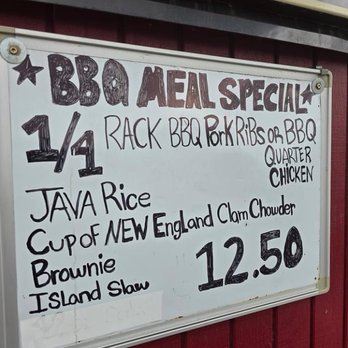 ★BBQ MEAL SPECIAL★
1/1 RACK BBQ PORK RIBS OR BBQ
QUARTER
CHICKEN
JAVA Rice
Cup of NEW England Clam Chowder
Brownie
Island Slaw
12.50